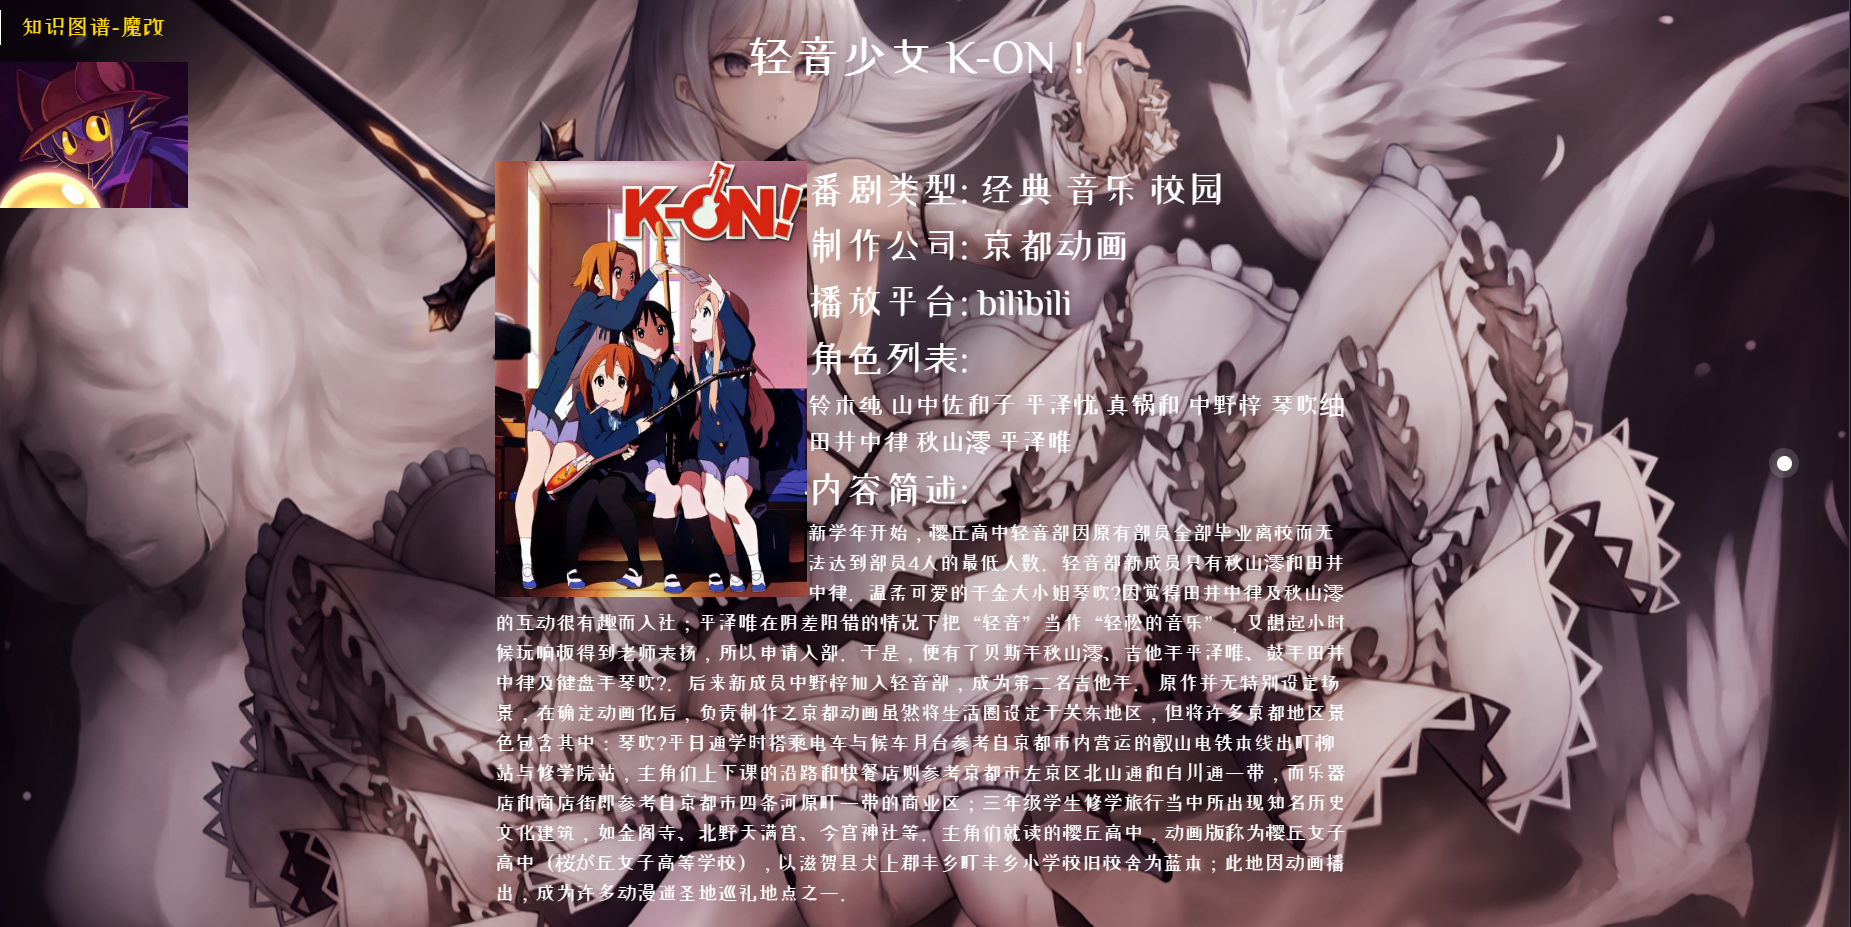 知识图谱-魔改
轻音少女 K-ON！
K-ON!
番剧类型: 经典 音乐 校园
制作公司: 京都动画
播放平台: bilibili
角色列表:
铃木纯 山中佐和子 平泽忧 真锅和 中野梓 琴吹䌷
田井中律 秋山澪 平泽唯
内容简述:
新学年开始，樱丘高中轻音部因原有部员全部毕业离校而无
法达到部员4人的最低人数。轻音部新成员只有秋山澪和田井
中律。温柔可爱的千金大小姐琴吹?因觉得田井中律及秋山澪
的互动很有趣而入社；平泽唯在阴差阳错的情况下把“轻音”当作“轻松的音乐”，又想起小时
候玩响板得到老师表扬，所以申请入部。于是，便有了贝斯手秋山澪、吉他手平泽唯、鼓手田井
中律及键盘手琴吹?。后来新成员中野梓加入轻音部，成为第二名吉他手。 原作并无特别设定场
景，在确定动画化后，负责制作之京都动画虽然将生活圈设定于关东地区，但将许多京都地区景
色包含其中：琴吹?平日通学时搭乘电车与候车月台参考自京都市内营运的叡山电铁本线出町柳
站与修学院站，主角们上下课的沿路和快餐店则参考京都市左京区北山通和白川通一带，而乐器
店和商店街即参考自京都市四条河原町一带的商业区；三年级学生修学旅行当中所出现知名历史
文化建筑，如金阁寺、北野天满宫、今宫神社等。主角们就读的樱丘高中，动画版称为樱丘女子
高中（桜が丘女子高等学校），以滋贺县犬上郡丰乡町丰乡小学校旧校舍为蓝本；此地因动画播
出，成为许多动漫迷圣地巡礼地点之一。